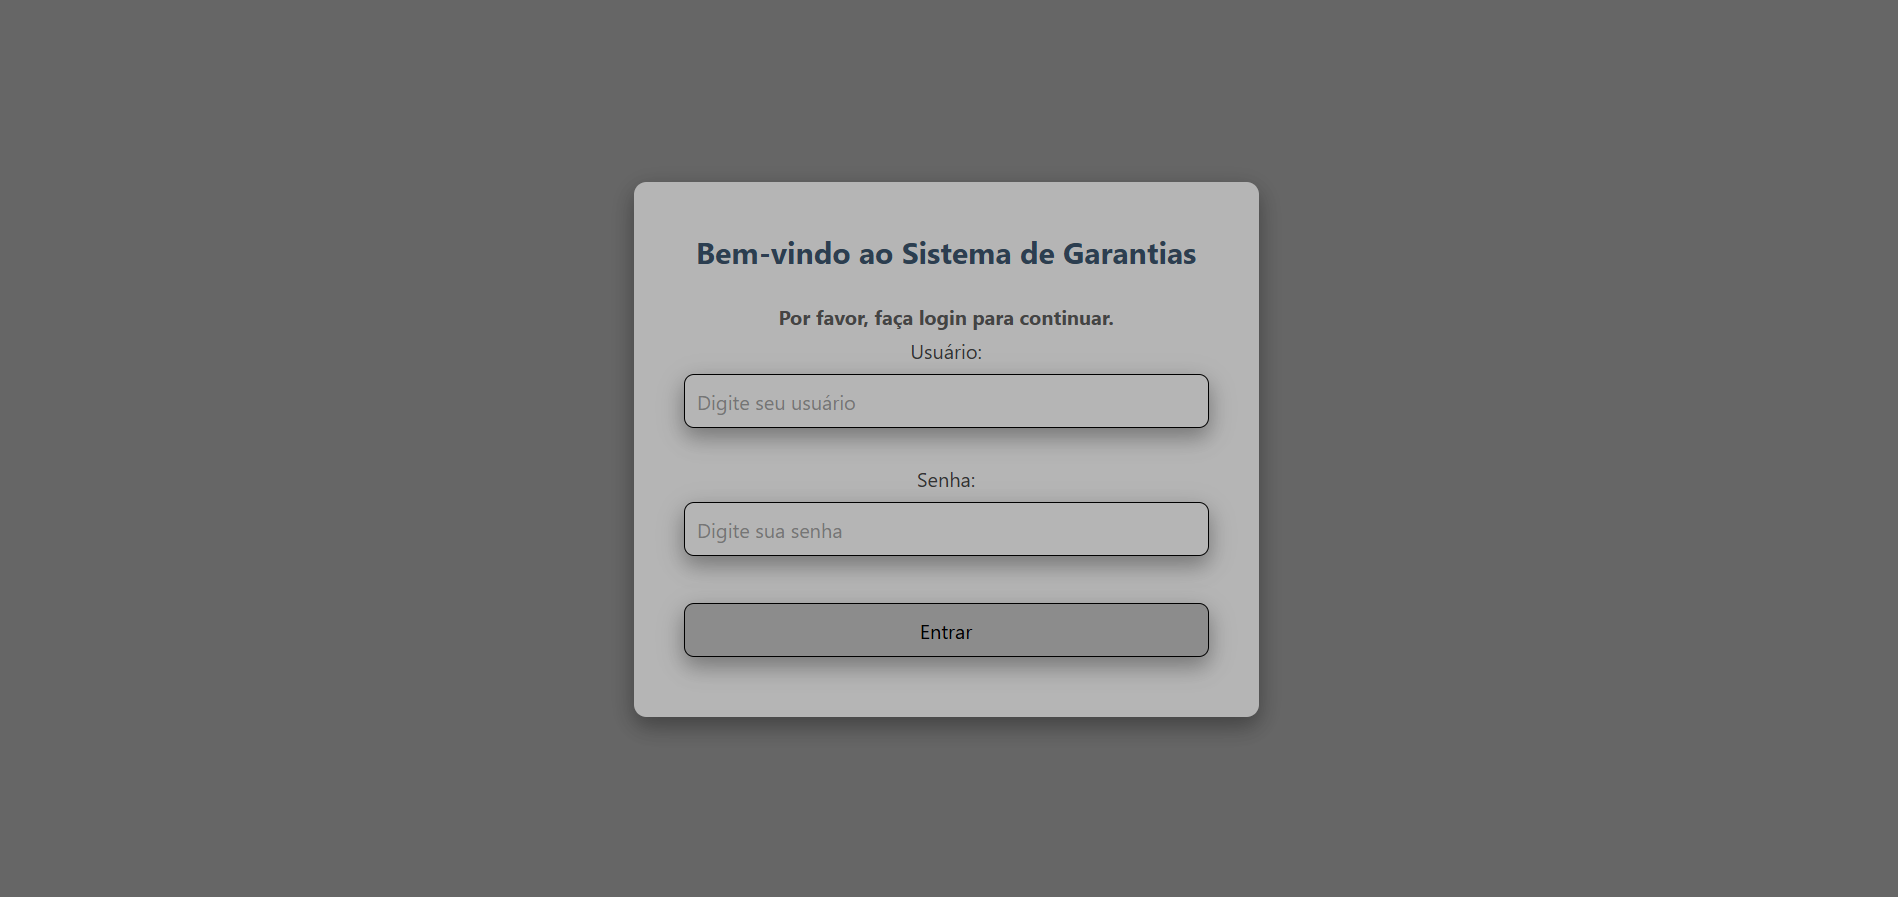 Bem-vindo ao Sistema de Garantias
Por favor, faça login para continuar.
Usuário:
Digite seu usuário
Senha:
Digite sua senha
Entrar